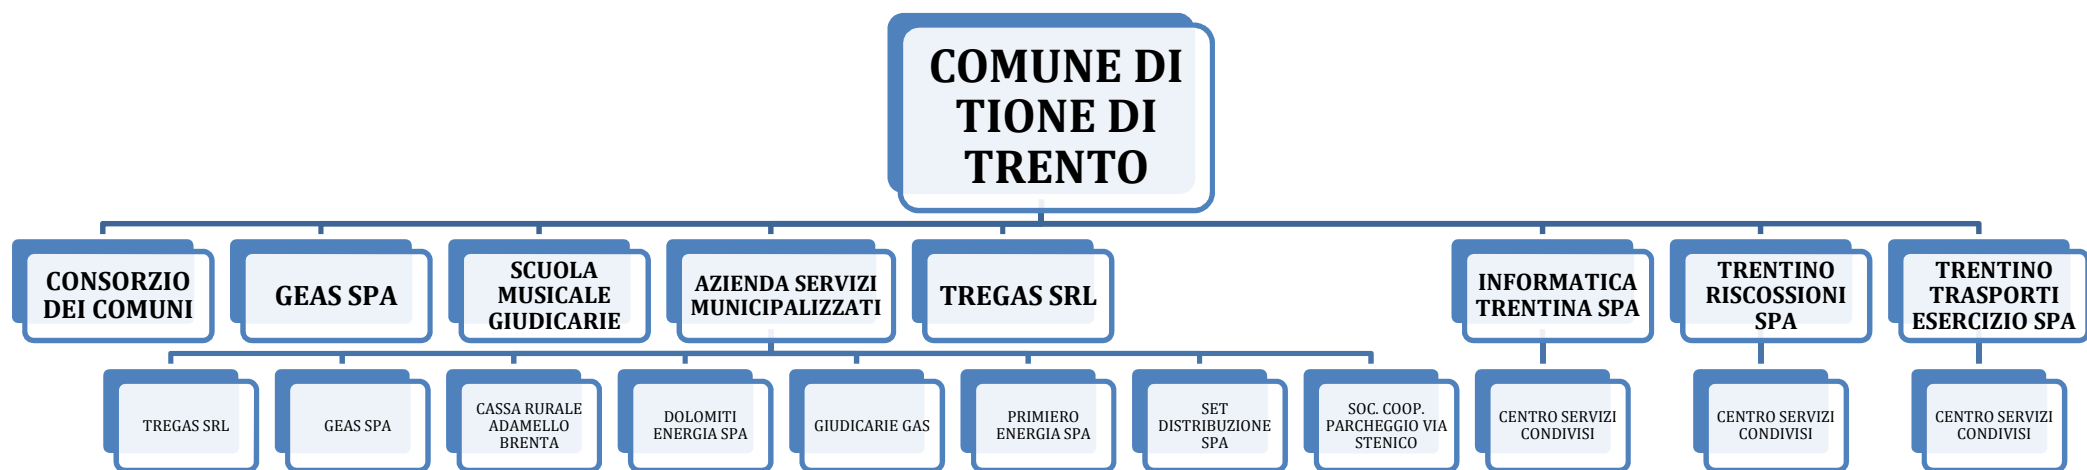 COMUNE DI
TIONE DI
TRENTO
CONSORZIO
DEI COMUNI
GEAS SPA
SCUOLA
MUSICALE
GIUDICARIE
AZIENDA SERVIZI
MUNICIPALIZZATI
TREGAS SRL
INFORMATICA
TRENTINA SPA
TRENTINO
RISCOSSIONI
SPA
TRENTINO
TRASPORTI
ESERCIZIO SPA
TREGAS SRL
GEAS SPA
CASSA RURALE
ADAMELLO
BRENTA
DOLOMITI
ENERGIA SPA
GIUDICARIE GAS
PRIMIERO
ENERGIA SPA
SET
DISTRIBUZIONE
SPA
SOC. COOP.
PARCHEGGIO VIA
STENICO
CENTRO SERVIZI
CONDIVISI
CENTRO SERVIZI
CONDIVISI
CENTRO SERVIZI
CONDIVISI